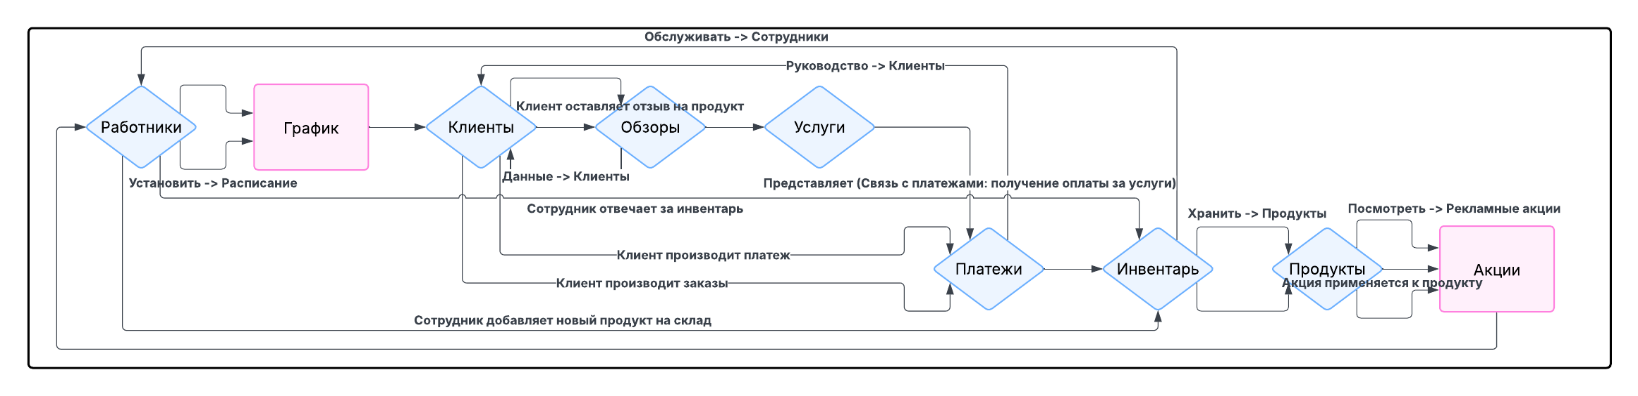 Обслуживать -> Сотрудники
Руководство -> Клиенты
Клиент оставляет отзыв на продукт
Работники
График
Клиенты
Обзоры
Услуги
Данные -> Клиенты
Установить -> Расписание
Представляет (Связь с платежами: получение оплаты за услуги)
Сотрудник отвечает за инвентарь
Хранить -> Продукты
Посмотреть -> Рекламные акции
Клиент производит платеж
Платежи
Инвентарь
Продукты
Акции
Клиент производит заказы
Акция применяется к продукту
Сотрудник добавляет новый продукт на склад